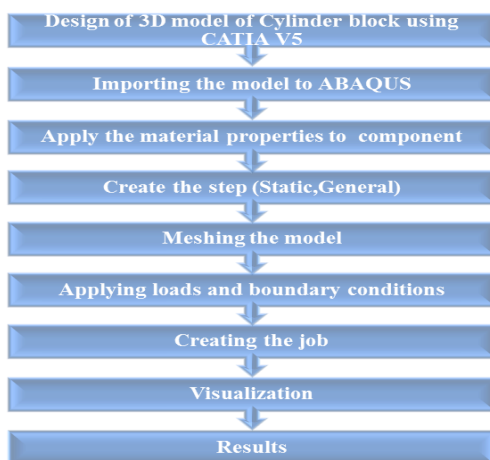 Design of 3D model of Cylinder block using
CATIA V5
Importing the model to ABAQUS
Apply the material properties to component
Create the step (Static,General)
Meshing the model
Applying loads and boundary conditions
Creating the job
Visualization
Results